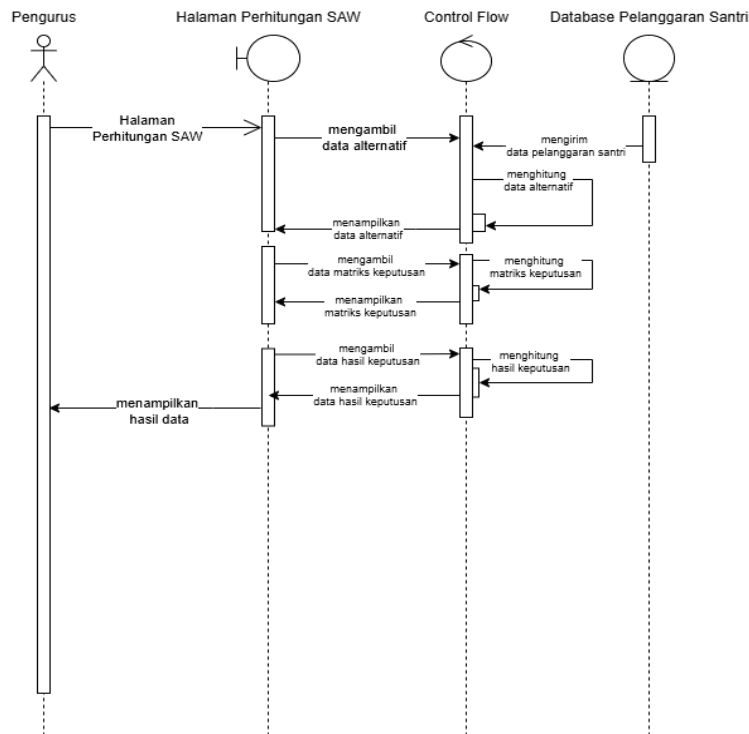 Pengurus
Halaman Perhitungan SAW
Control Flow
Database Pelanggaran Santri
Halaman
Perhitungan SAW
mengambil
data alternatif
mengirim
data pelanggaran santri
menghitung
data alternatif
menampilkan
data alternatif
mengambil
data matriks keputusan
menghitung
matriks keputusan
menampilkan
matriks keputusan
mengambil
data hasil keputusan
menghitung
hasil keputusan
menampilkan
data hasil keputusan
menampilkan
hasil data